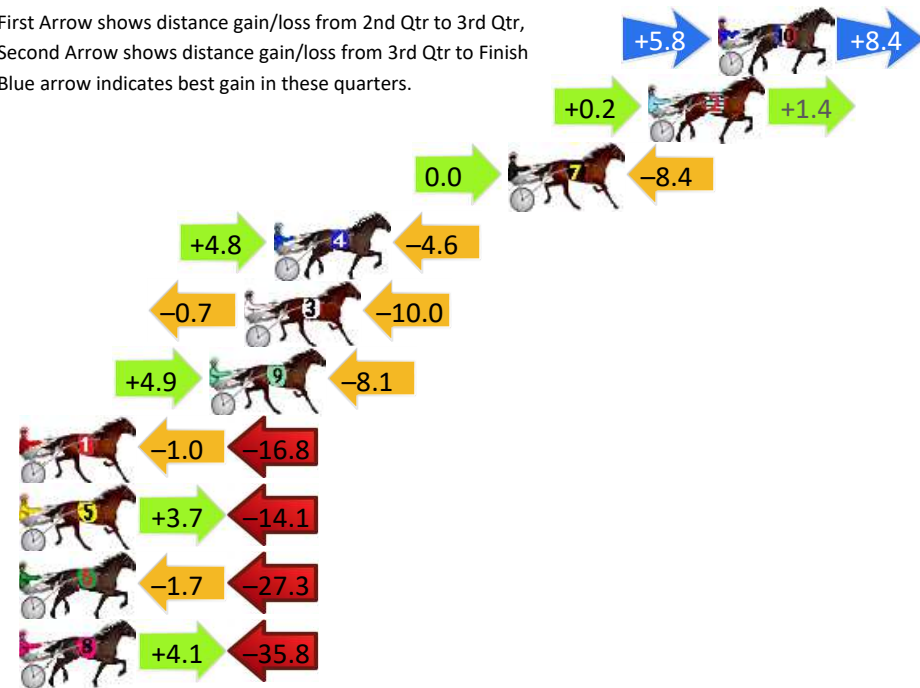 First Arrow shows distance gain/loss from 2nd Qtr to 3rd Qtr,
Second Arrow shows distance gain/loss from 3rd Qtr to Finish
Blue arrow indicates best gain in these quarters.
+5.8 10 +8.4
+0.2 2 +1.4
0.0 7 –8.4
+4.8 4 –4.6
–0.7 3 –10.0
+4.9 9 –8.1
1 –1.0 –16.8
5 +3.7 –14.1
6 –1.7 –27.3
8 +4.1 –35.8